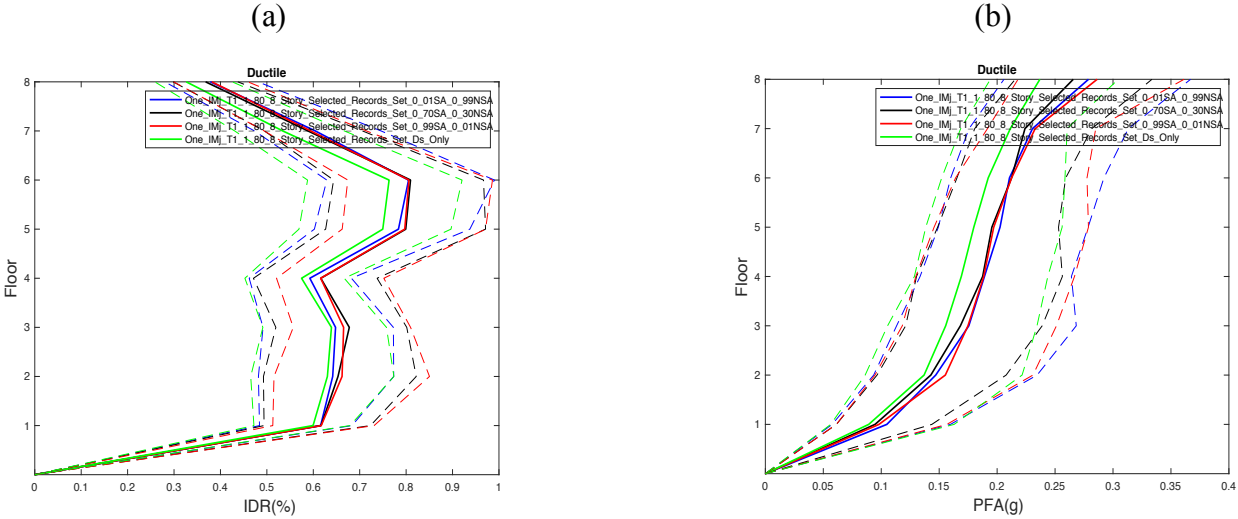 (a)
(b)
Ductile
8
7
6
5
4
3
2
1
0
Floor
One_IMj_T1_1_80_8_Story_Selected_Records_Set_0_01SA_0_99NSA
One_IMj_T1_1_80_8_Story_Selected_Records_Set_0_70SA_0_30NSA
One_IMj_T1_1_80_8_Story_Selected_Records_Set_0_99SA_0_01NSA
One_IMj_T1_1_80_8_Story_Selected_Records_Set_Ds_Only
0 0.1 0.2 0.3 0.4 0.5 0.6 0.7 0.8 0.9 1
IDR(%)
Ductile
8
7
6
5
4
3
2
1
0
Floor
One_IMj_T1_1_80_8_Story_Selected_Records_Set_0_01SA_0_99NSA
One_IMj_T1_1_80_8_Story_Selected_Records_Set_0_70SA_0_30NSA
One_IMj_T1_1_80_8_Story_Selected_Records_Set_0_99SA_0_01NSA
One_IMj_T1_1_80_8_Story_Selected_Records_Set_Ds_Only
0 0.05 0.1 0.15 0.2 0.25 0.3 0.35 0.4
PFA(g)